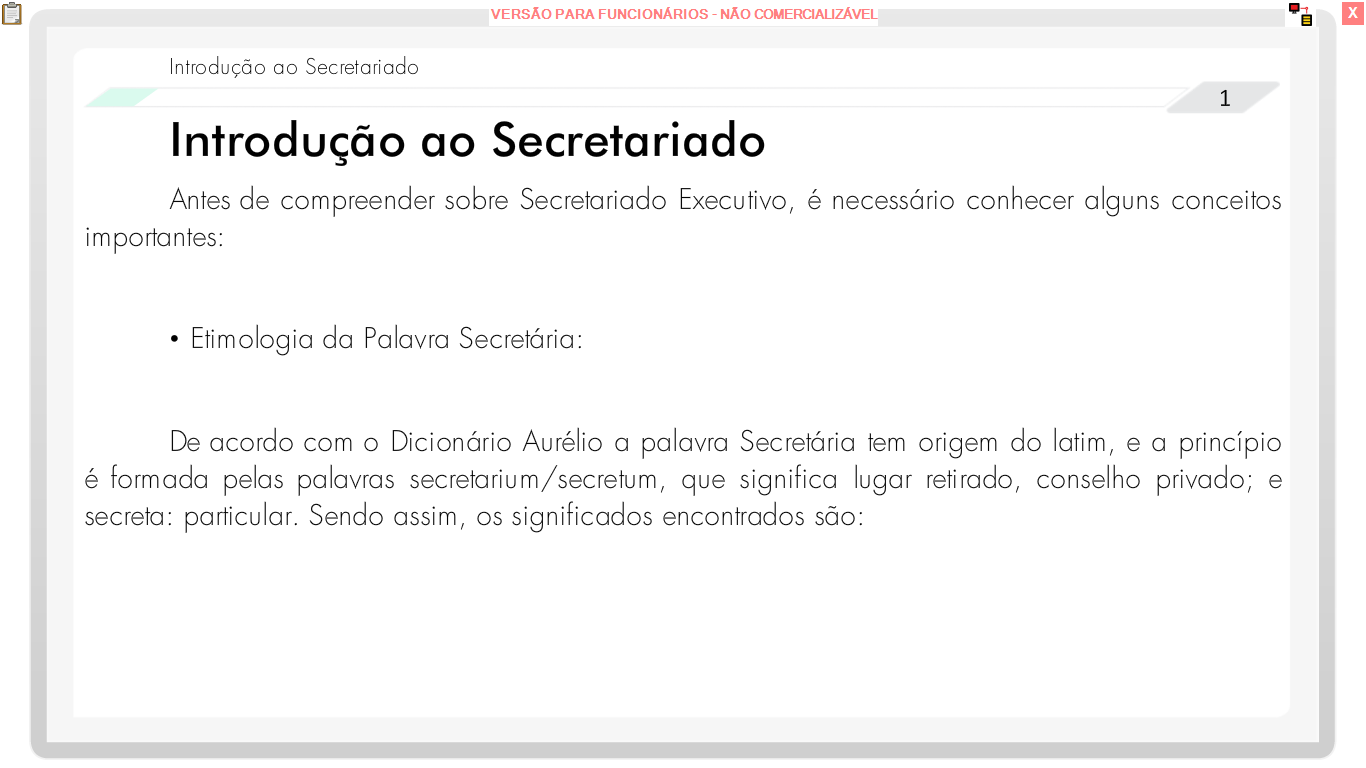 VERSÃO PARA FUNCIONÁRIOS - NÃO COMERCIALIZÁVEL
X
Introdução ao Secretariado
1
Introdução ao Secretariado
Antes de compreender sobre Secretariado Executivo, é necessário conhecer alguns conceitos
importantes:
• Etimologia da Palavra Secretária:
De acordo com o Dicionário Aurélio a palavra Secretária tem origem do latim, e a princípio
é formada pelas palavras secretarium/secretum, que significa lugar retirado, conselho privado; e
secreta: particular. Sendo assim, os significados encontrados são: